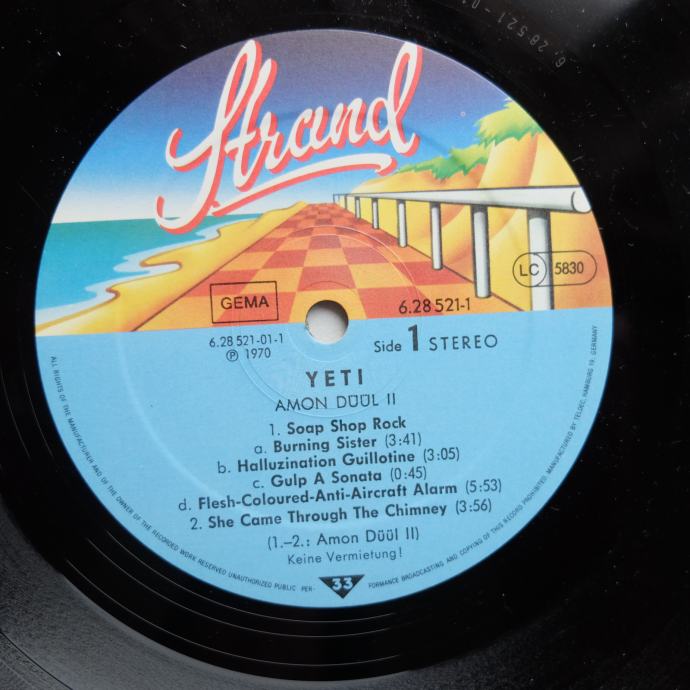 6.28521-01
Strand
LC 5830
GEMA
6.28 521-1
6.28 521-01-1
℗ 1970
Side 1 STEREO
YETI
AMON DÜÜL II
1. Soap Shop Rock
a. Burning Sister (3:41)
b. Halluzination Guillotine (3:05)
c. Gulp A Sonata (0:45)
d. Flesh-Coloured-Anti-Aircraft Alarm (5:53)
2. She Came Through The Chimney (3:56)
(1.–2.: Amon Düül II)
Keine Vermietung!
ALL RIGHTS OF THE MANUFACTURER AND OF THE OWNER OF THE RECORDED WORK RESERVED UNAUTHORIZED PUBLIC PER- 33 FORMANCE BROADCASTING AND COPYING OF THIS RECORD PROHIBITED. MANUFACTURED BY TELDEC, HAMBURG 19, GERMANY